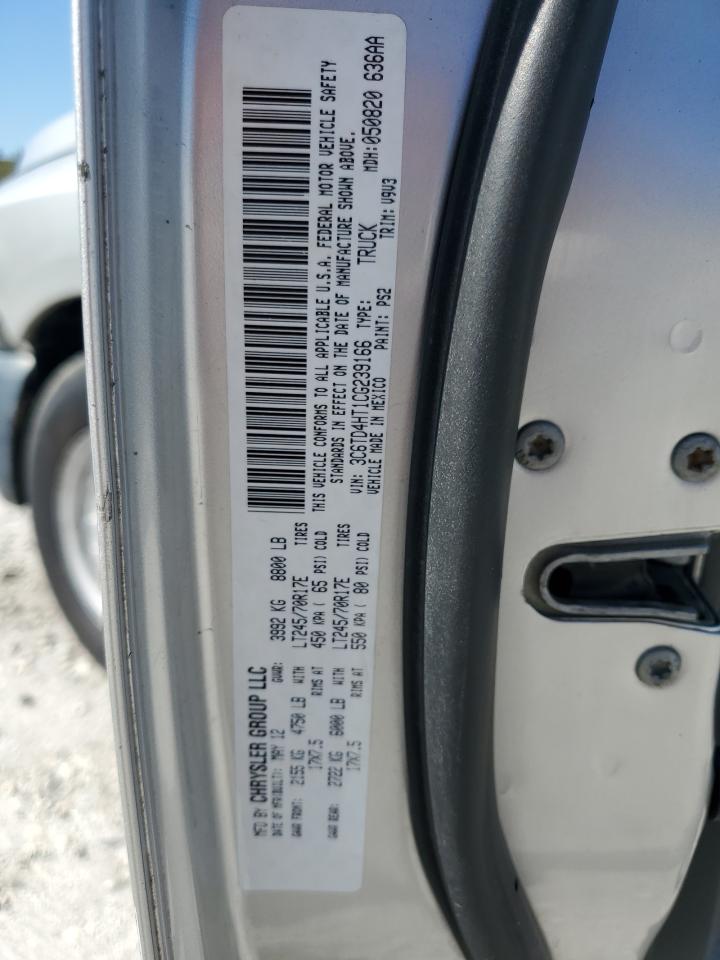 MFD BY CHRYSLER GROUP LLC
DATE OF MFR(BUILT): MAY 12 GVWR: 3992 KG 8800 LB
GAWR FRONT: 2155 KG 4750 LB WITH LT245/70R17E TIRES
17X7.5 RIMS AT 450 KPA ( 65 PSI) COLD
GAWR REAR: 2722 KG 6000 LB WITH LT245/70R17E TIRES
17X7.5 RIMS AT 550 KPA ( 80 PSI) COLD
THIS VEHICLE CONFORMS TO ALL APPLICABLE U.S.A. FEDERAL MOTOR VEHICLE SAFETY
STANDARDS IN EFFECT ON THE DATE OF MANUFACTURE SHOWN ABOVE.
VIN: 3C6TD4HT1CG239166 TYPE: TRUCK MDH:050820 636AA
VEHICLE MADE IN MEXICO PAINT: PS2 TRIM: V9V3